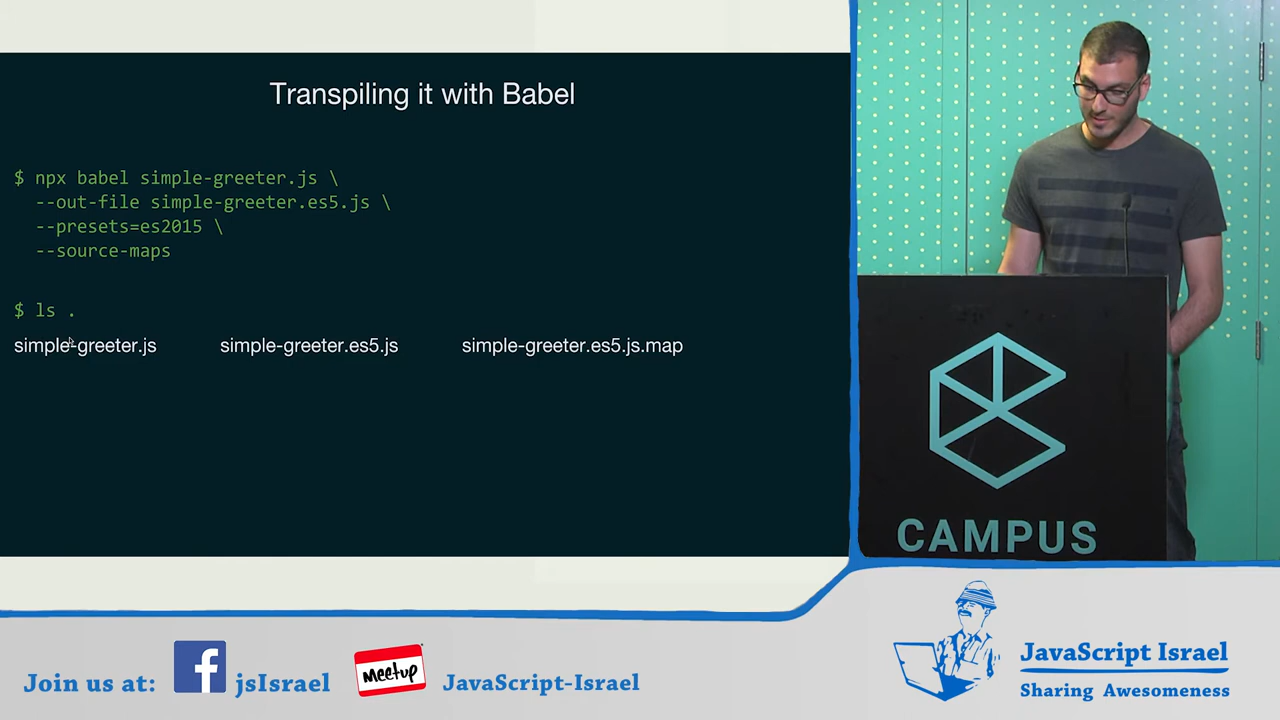 Transpiling it with Babel
$ npx babel simple-greeter.js \
--out-file simple-greeter.es5.js \
--presets=es2015 \
--source-maps
$ ls .
simple-greeter.js simple-greeter.es5.js simple-greeter.es5.js.map
CAMPUS
Join us at: f jsIsrael Meetup JavaScript-Israel
JavaScript Israel
Sharing Awesomeness